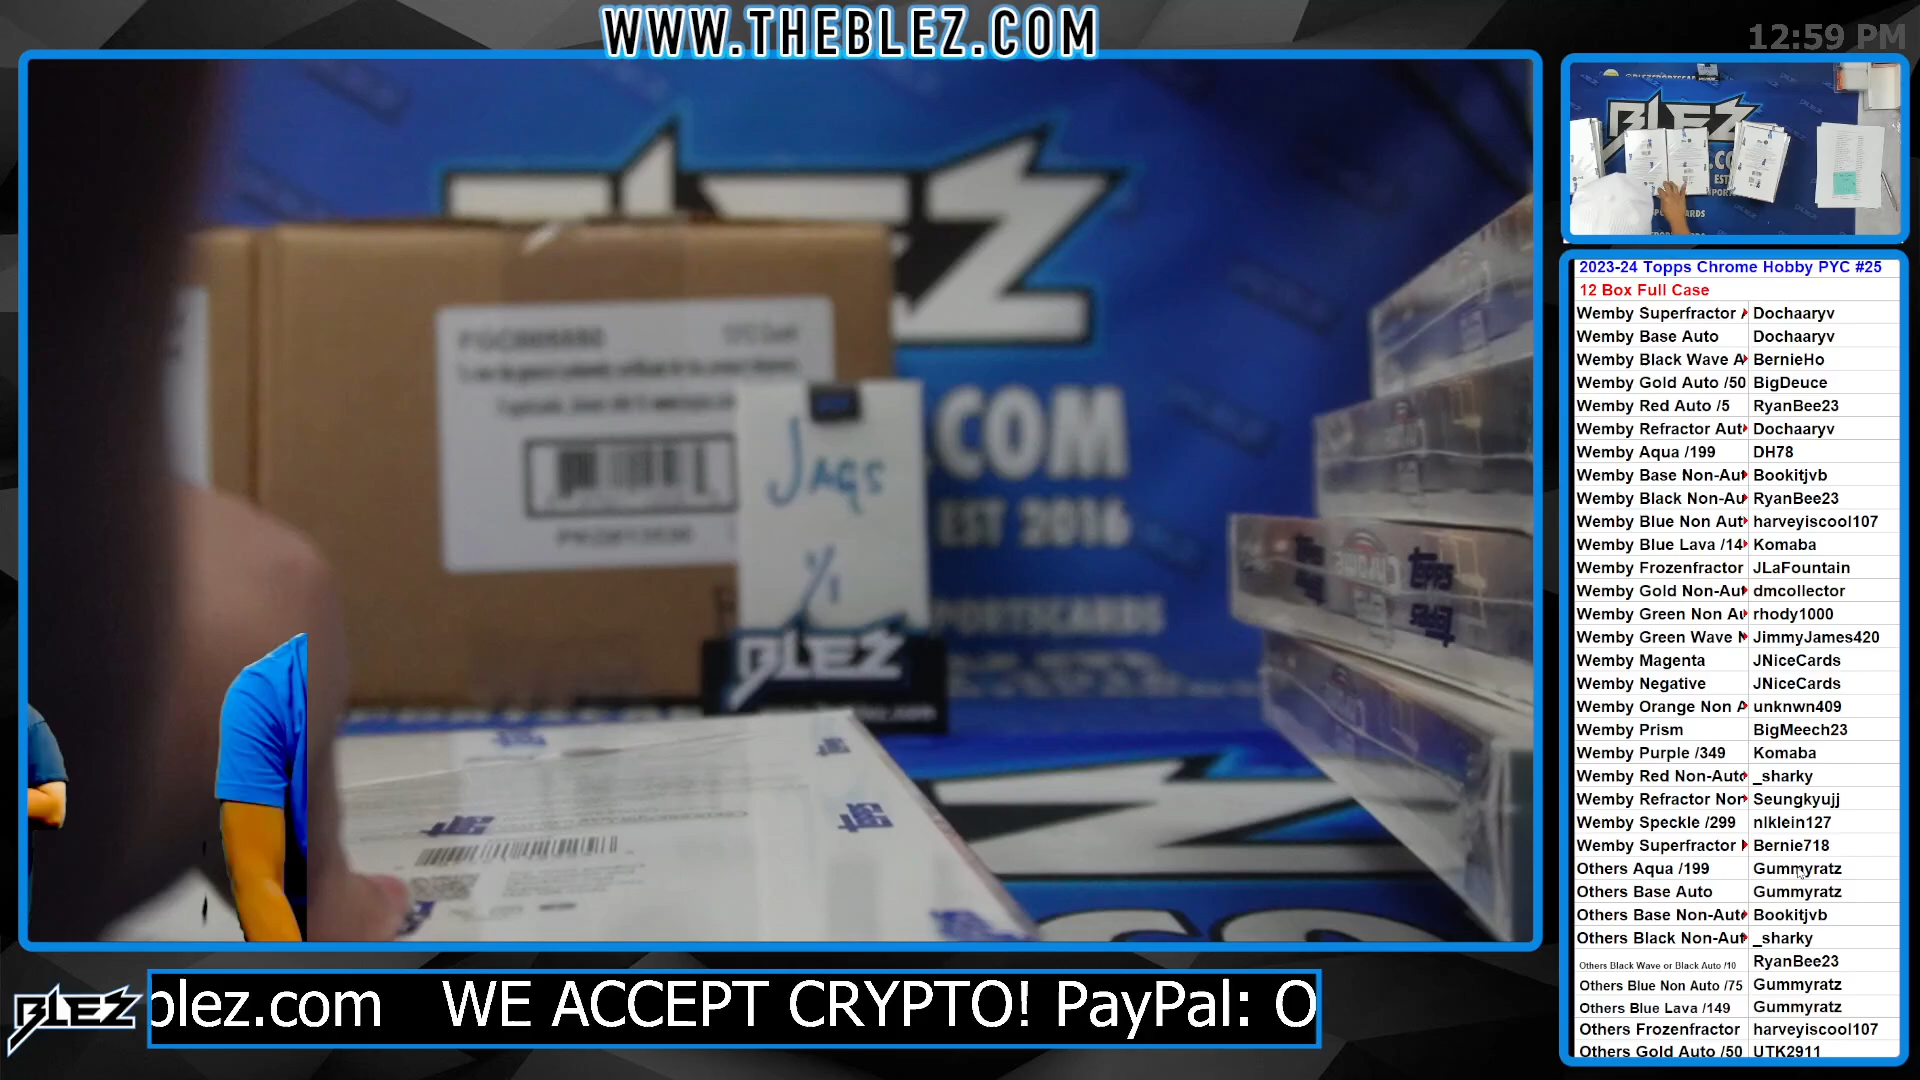 WWW.THEBLEZ.COM
12:59 PM
BLEZ
.COM
EST 2016
SPORTSCARDS
JAGS
1/1
BLEZ
topps
CHROME
BLEZ
2023-24 Topps Chrome Hobby PYC #25
12 Box Full Case
Wemby Superfractor A Dochaaryv
Wemby Base Auto Dochaaryv
Wemby Black Wave A BernieHo
Wemby Gold Auto /50 BigDeuce
Wemby Red Auto /5 RyanBee23
Wemby Refractor Aut Dochaaryv
Wemby Aqua /199 DH78
Wemby Base Non-Aut Bookitjvb
Wemby Black Non-Au RyanBee23
Wemby Blue Non Aut harveyiscool107
Wemby Blue Lava /14 Komaba
Wemby Frozenfractor JLaFountain
Wemby Gold Non-Aut dmcollector
Wemby Green Non Au rhody1000
Wemby Green Wave N JimmyJames420
Wemby Magenta JNiceCards
Wemby Negative JNiceCards
Wemby Orange Non A unknwn409
Wemby Prism BigMeech23
Wemby Purple /349 Komaba
Wemby Red Non-Auto _sharky
Wemby Refractor Non Seungkyujj
Wemby Speckle /299 nlklein127
Wemby Superfractor Bernie718
Others Aqua /199 Gummyratz
Others Base Auto Gummyratz
Others Base Non-Auto Bookitjvb
Others Black Non-Aut _sharky
Others Black Wave or Black Auto /10 RyanBee23
Others Blue Non Auto /75 Gummyratz
Others Blue Lava /149 Gummyratz
Others Frozenfractor harveyiscool107
Others Gold Auto /50 UTK2911
BLEZ
blez.com WE ACCEPT CRYPTO! PayPal: O